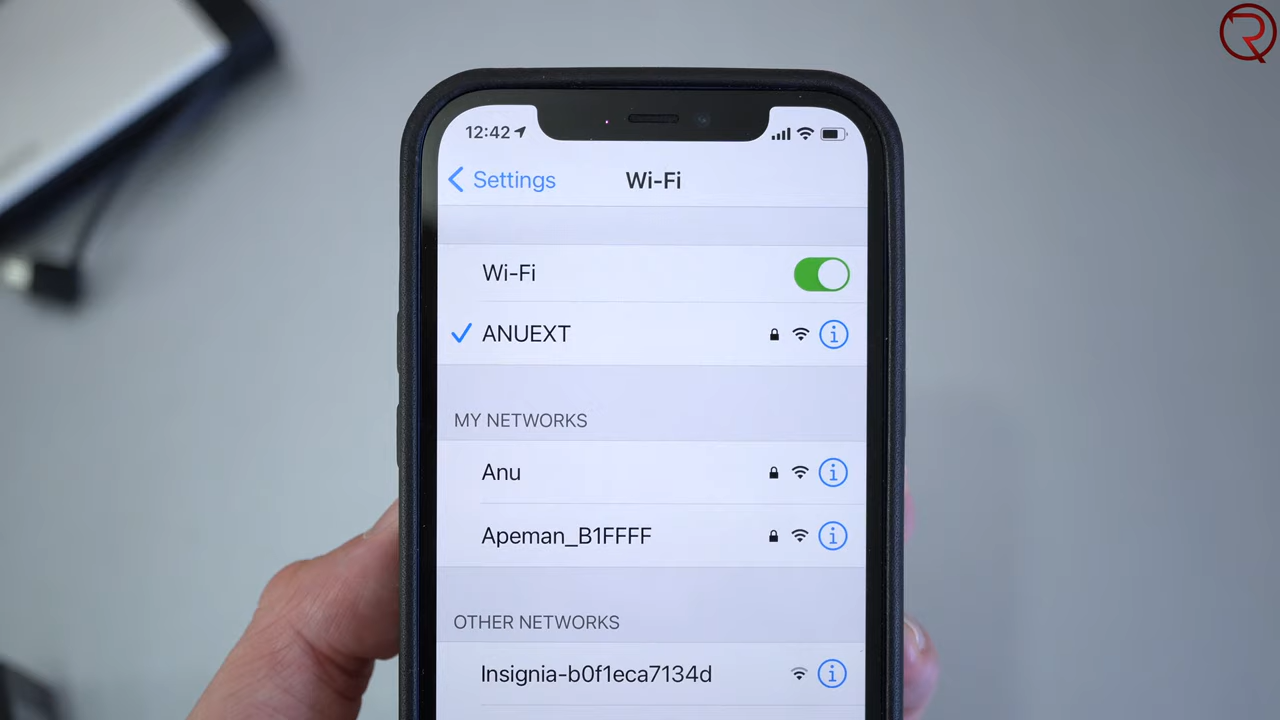 12:42
Settings
Wi-Fi
Wi-Fi
ANUEXT
MY NETWORKS
Anu
Apeman_B1FFFF
OTHER NETWORKS
Insignia-b0f1eca7134d